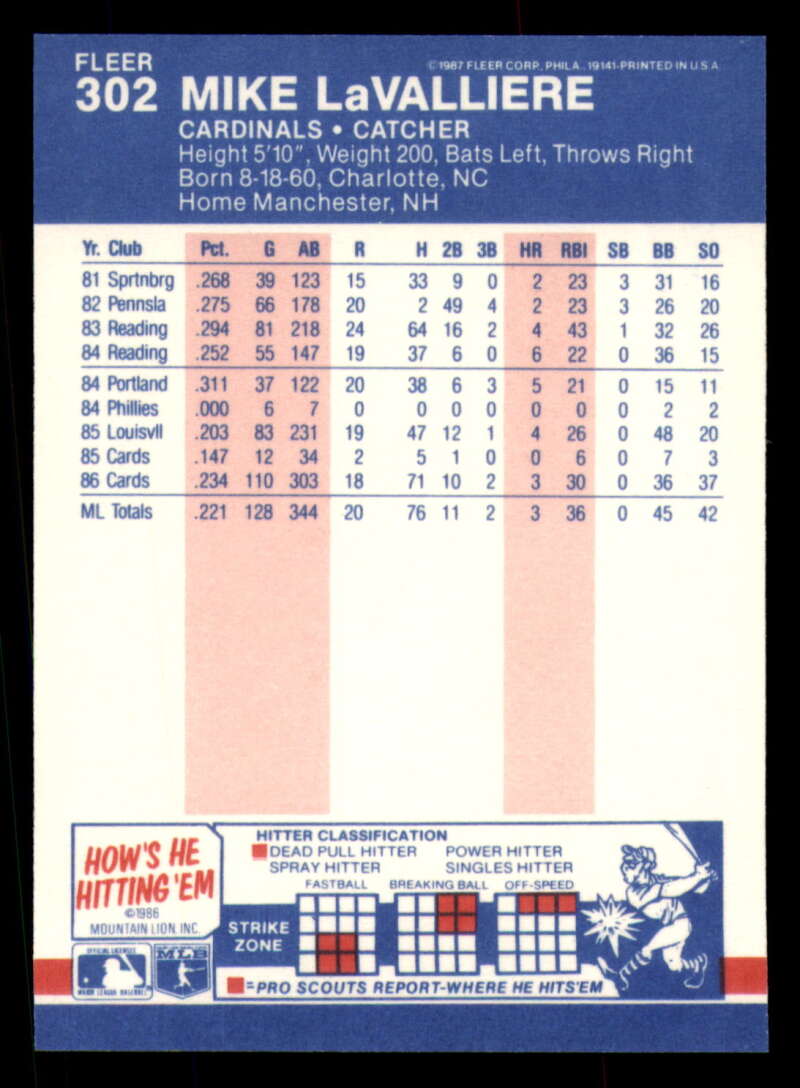 FLEER
302 MIKE LaVALLIERE
©1987 FLEER CORP., PHILA., 19141-PRINTED IN U.S.A.
CARDINALS • CATCHER
Height 5'10", Weight 200, Bats Left, Throws Right
Born 8-18-60, Charlotte, NC
Home Manchester, NH
Yr. Club Pct. G AB R H 2B 3B HR RBI SB BB SO
81 Sprtnbrg .268 39 123 15 33 9 0 2 23 3 31 16
82 Pennsla .275 66 178 20 2 49 4 2 23 3 26 20
83 Reading .294 81 218 24 64 16 2 4 43 1 32 26
84 Reading .252 55 147 19 37 6 0 6 22 0 36 15
84 Portland .311 37 122 20 38 6 3 5 21 0 15 11
84 Phillies .000 6 7 0 0 0 0 0 0 0 2 2
85 Louisvll .203 83 231 19 47 12 1 4 26 0 48 20
85 Cards .147 12 34 2 5 1 0 0 6 0 7 3
86 Cards .234 110 303 18 71 10 2 3 30 0 36 37
ML Totals .221 128 344 20 76 11 2 3 36 0 45 42
HOW'S HE
HITTING 'EM
©1986
MOUNTAIN LION, INC.
HITTER CLASSIFICATION
DEAD PULL HITTER POWER HITTER
SPRAY HITTER SINGLES HITTER
FASTBALL BREAKING BALL OFF-SPEED
STRIKE
ZONE
=PRO SCOUTS REPORT-WHERE HE HITS 'EM
OFFICIAL LICENSEE
MAJOR LEAGUE BASEBALL
MLB